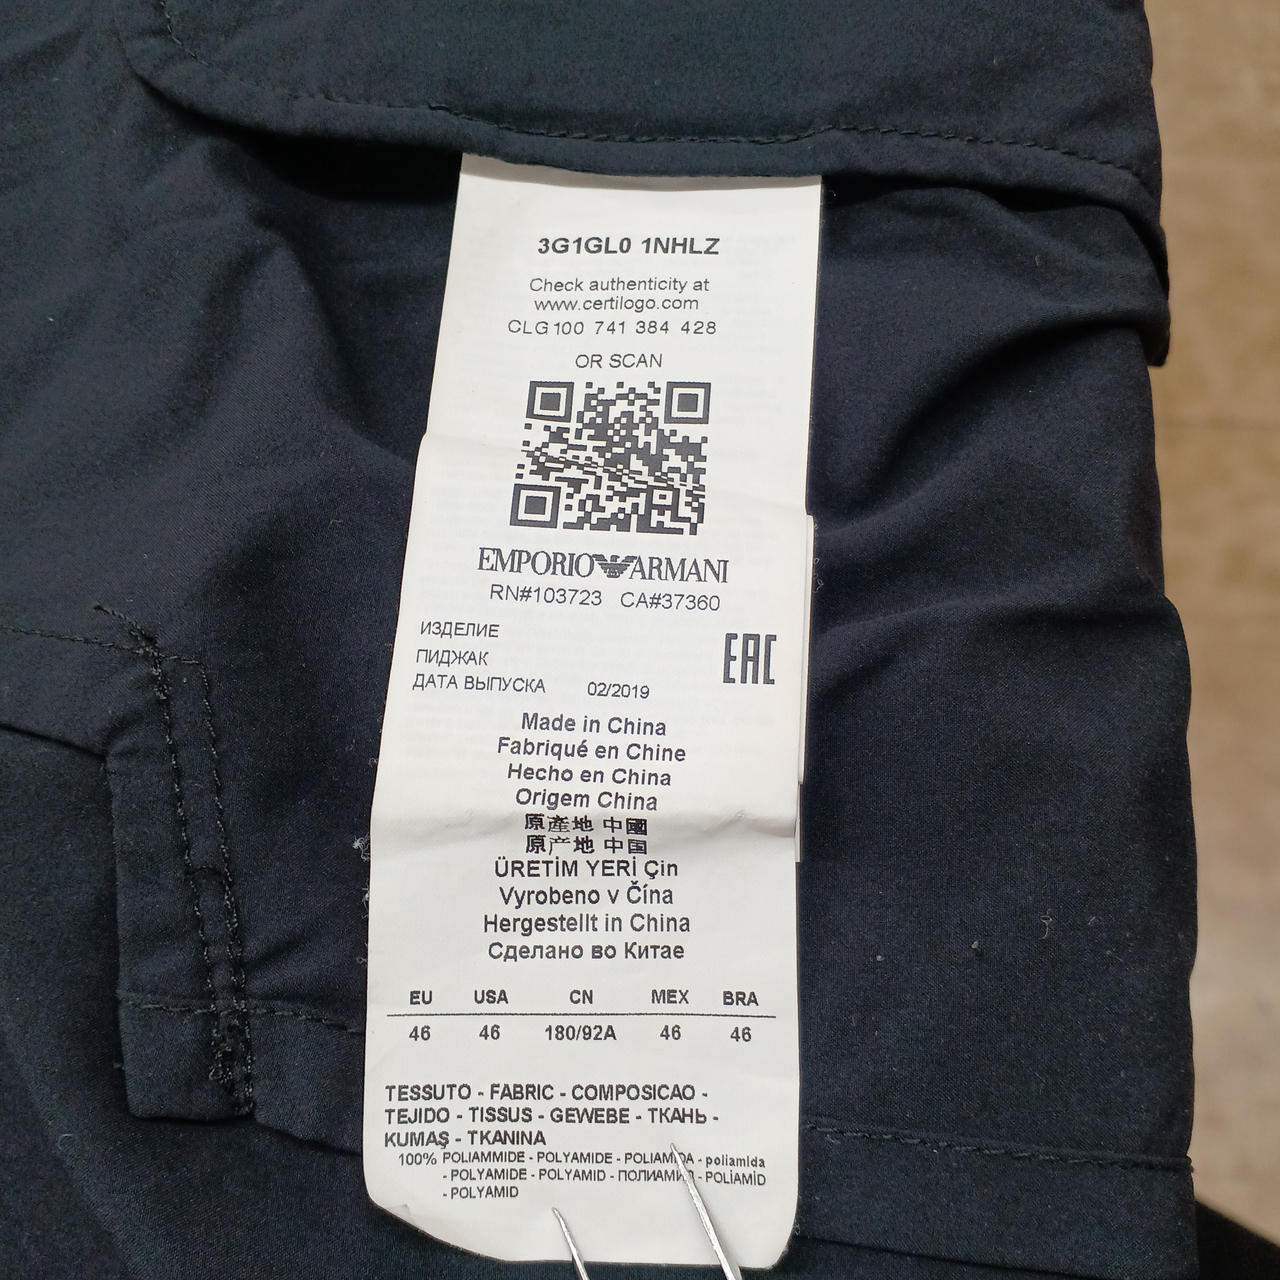 3G1GL0 1NHLZ
Check authenticity at
www.certilogo.com
CLG100 741 384 428
OR SCAN
EMPORIO ARMANI
RN#103723 CA#37360
ИЗДЕЛИЕ
ПИДЖАК
EAC
ДАТА ВЫПУСКА 02/2019
Made in China
Fabriqué en Chine
Hecho en China
Origem China
原產地 中國
原产地 中国
ÜRETİM YERİ Çin
Vyrobeno v Čína
Hergestellt in China
Сделано во Китае
EU USA CN MEX BRA
46 46 180/92A 46 46
TESSUTO - FABRIC - COMPOSICAO -
TEJIDO - TISSUS - GEWEBE - ТКАНЬ -
KUMAŞ - TKANINA
100% POLIAMMIDE - POLYAMIDE - POLIAMIDA - poliamida
- POLYAMIDE - POLYAMID - ПОЛИАМИД - POLİAMİD
- POLYAMID